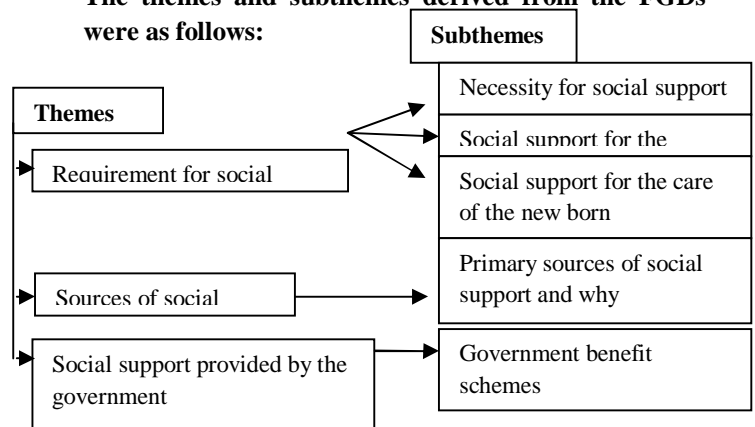 The themes and subthemes derived from the FGDs
were as follows:
Subthemes
Themes
Necessity for social support
Social support for the
Requirement for social
Social support for the care
of the new born
Sources of social
Primary sources of social
support and why
Social support provided by the
government
Government benefit
schemes